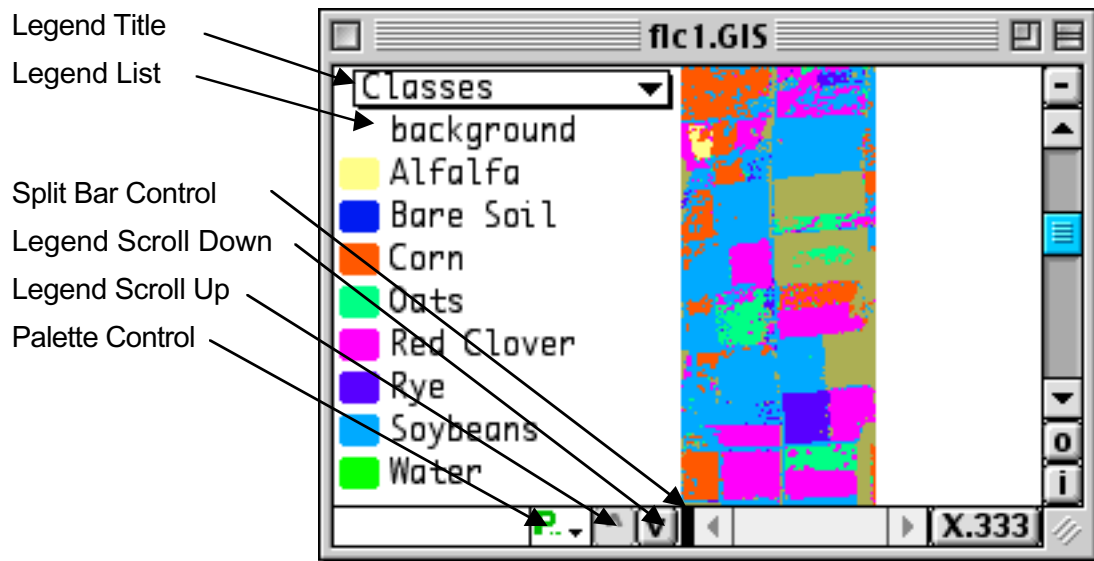 Legend Title
Legend List
Split Bar Control
Legend Scroll Down
Legend Scroll Up
Palette Control
flc1.GIS
Classes
background
Alfalfa
Bare Soil
Corn
Oats
Red Clover
Rye
Soybeans
Water
P..
^
v
-
o
i
X.333